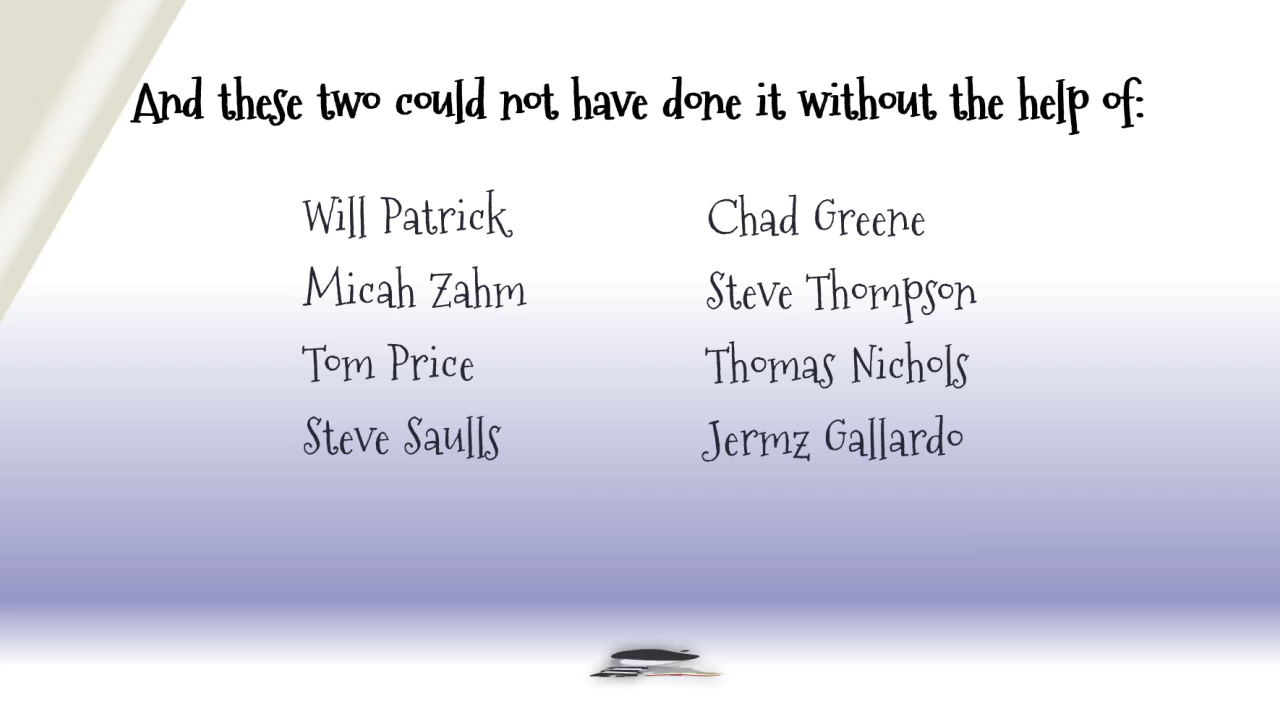 And these two could not have done it without the help of:
Will Patrick
Micah Zahm
Tom Price
Steve Saulls
Chad Greene
Steve Thompson
Thomas Nichols
Jermz Gallardo